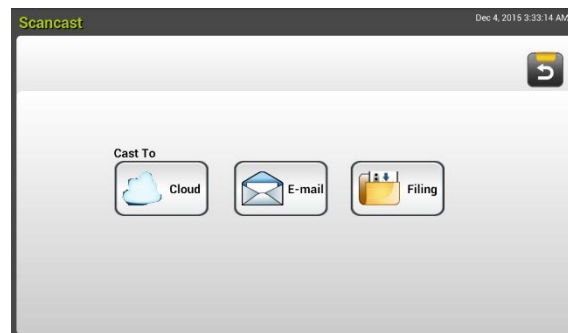 Scancast
Dec 4, 2015 3:33:14 AM
Cast To
Cloud
E-mail
Filing